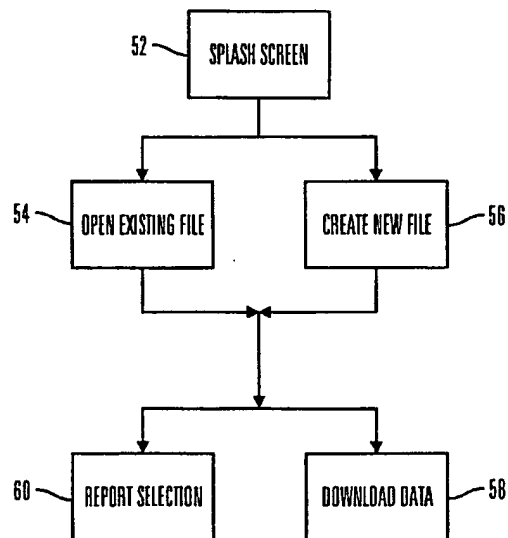 52
SPLASH SCREEN
54
OPEN EXISTING FILE
CREATE NEW FILE
56
60
REPORT SELECTION
DOWNLOAD DATA
58